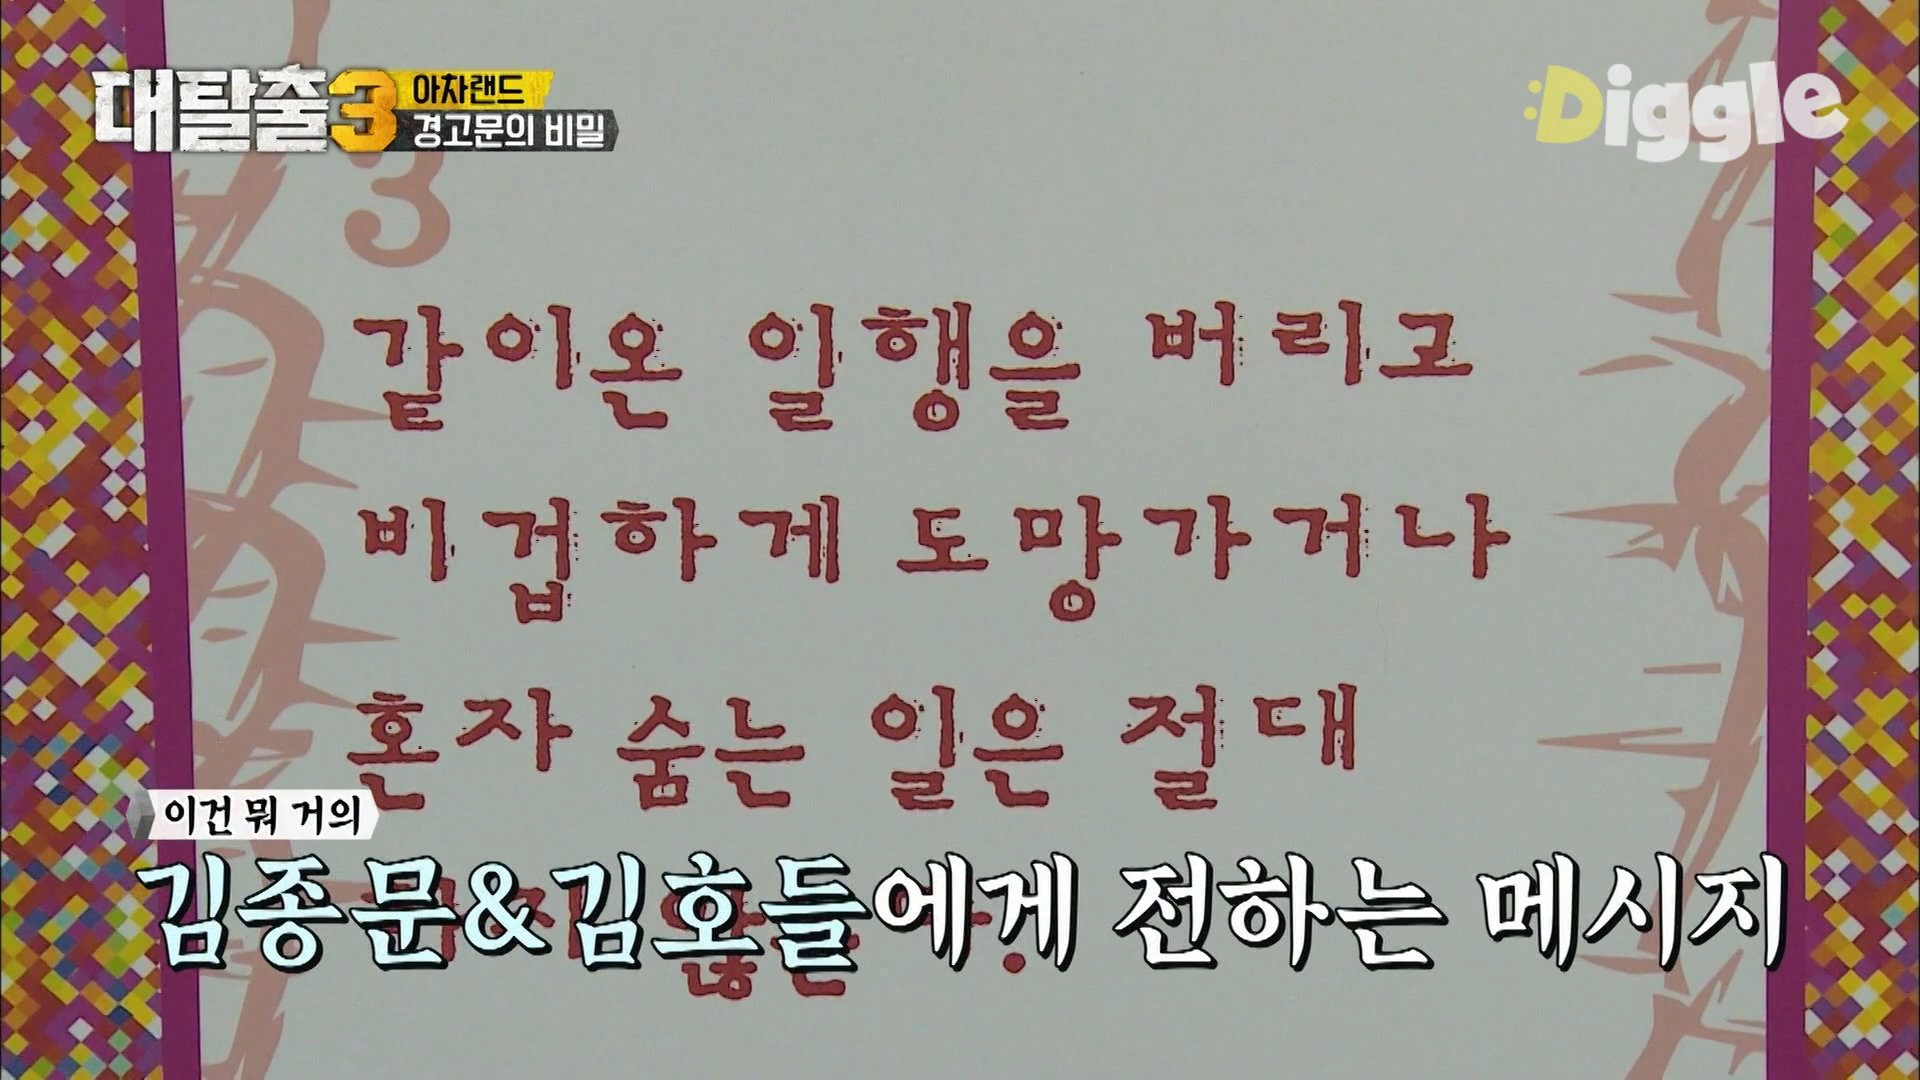 대탈출3
아차랜드
경고문의 비밀
:Diggle
3
같이온 일행을 버리고
비겁하게 도망가거나
혼자 숨는 일은 절대
않는
이건 뭐 거의
김종문&김호들에게 전하는 메시지